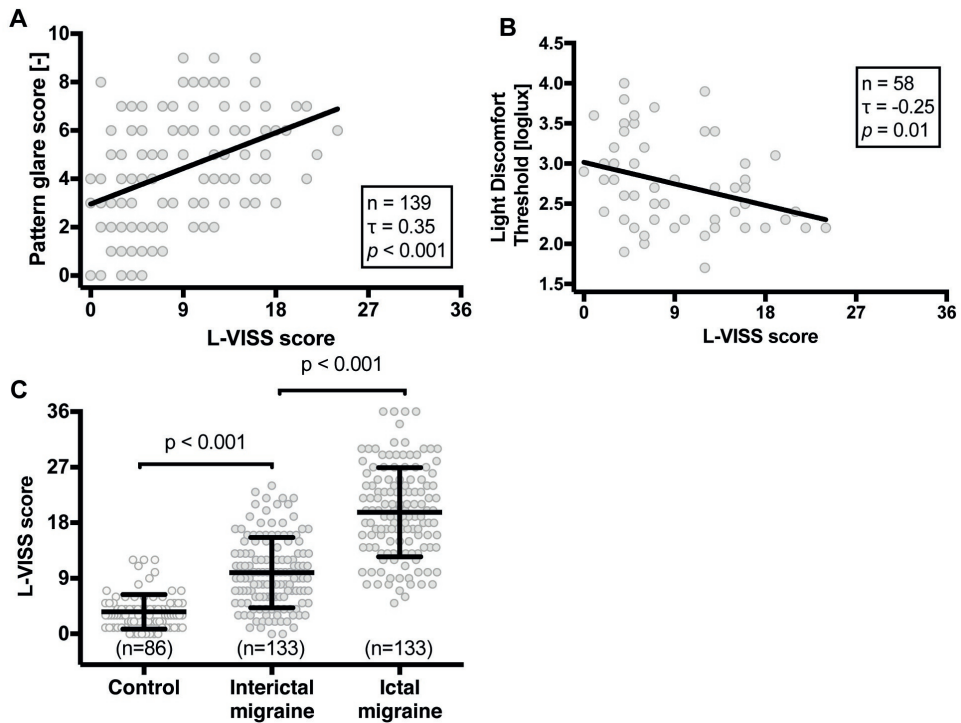 A
Pattern glare score [-]
10
8
6
4
2
0
0 9 18 27 36
L-VISS score
n = 139
τ = 0.35
p < 0.001
B
Light Discomfort
Threshold [loglux]
4.5
4.0
3.5
3.0
2.5
2.0
1.5
0 9 18 27 36
L-VISS score
n = 58
τ = -0.25
p = 0.01
C
L-VISS score
36
27
18
9
0
p < 0.001
p < 0.001
(n=86) (n=133) (n=133)
Control Interictal Ictal
migraine migraine